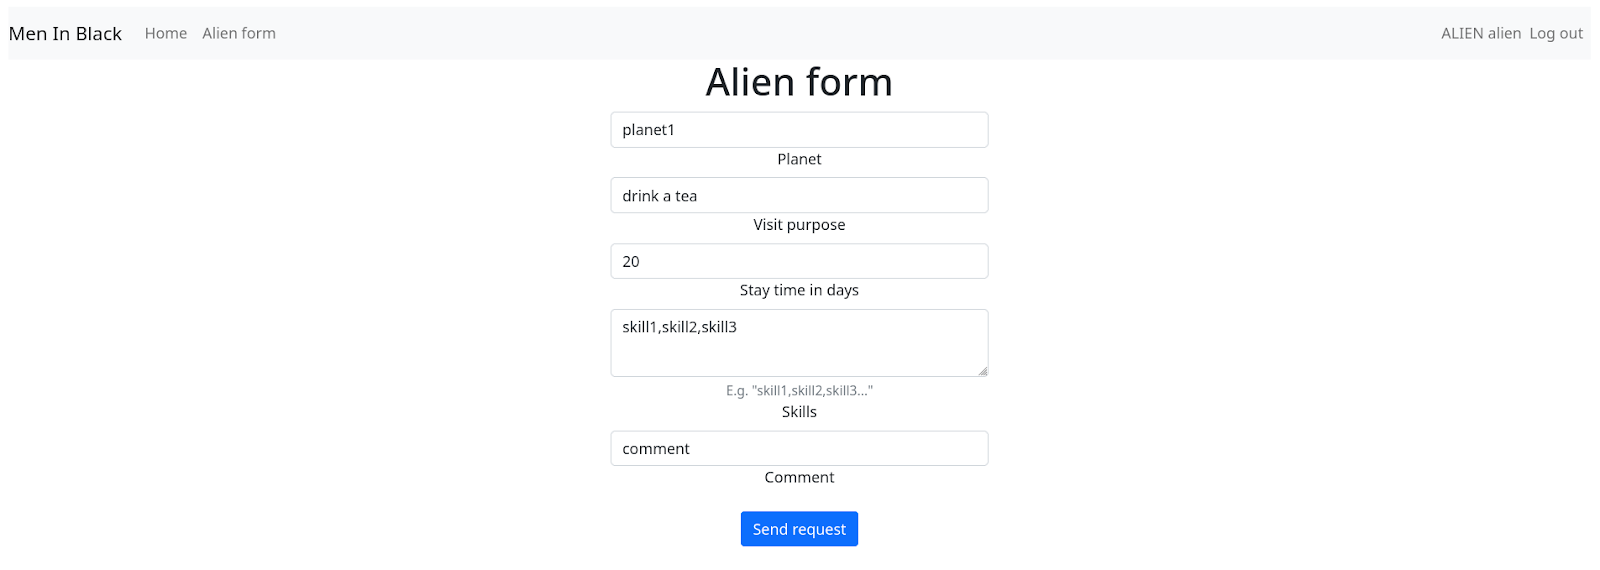 Men In Black Home Alien form ALIEN alien Log out
Alien form
planet1
Planet
drink a tea
Visit purpose
20
Stay time in days
skill1,skill2,skill3
E.g. "skill1,skill2,skill3..."
Skills
comment
Comment
Send request